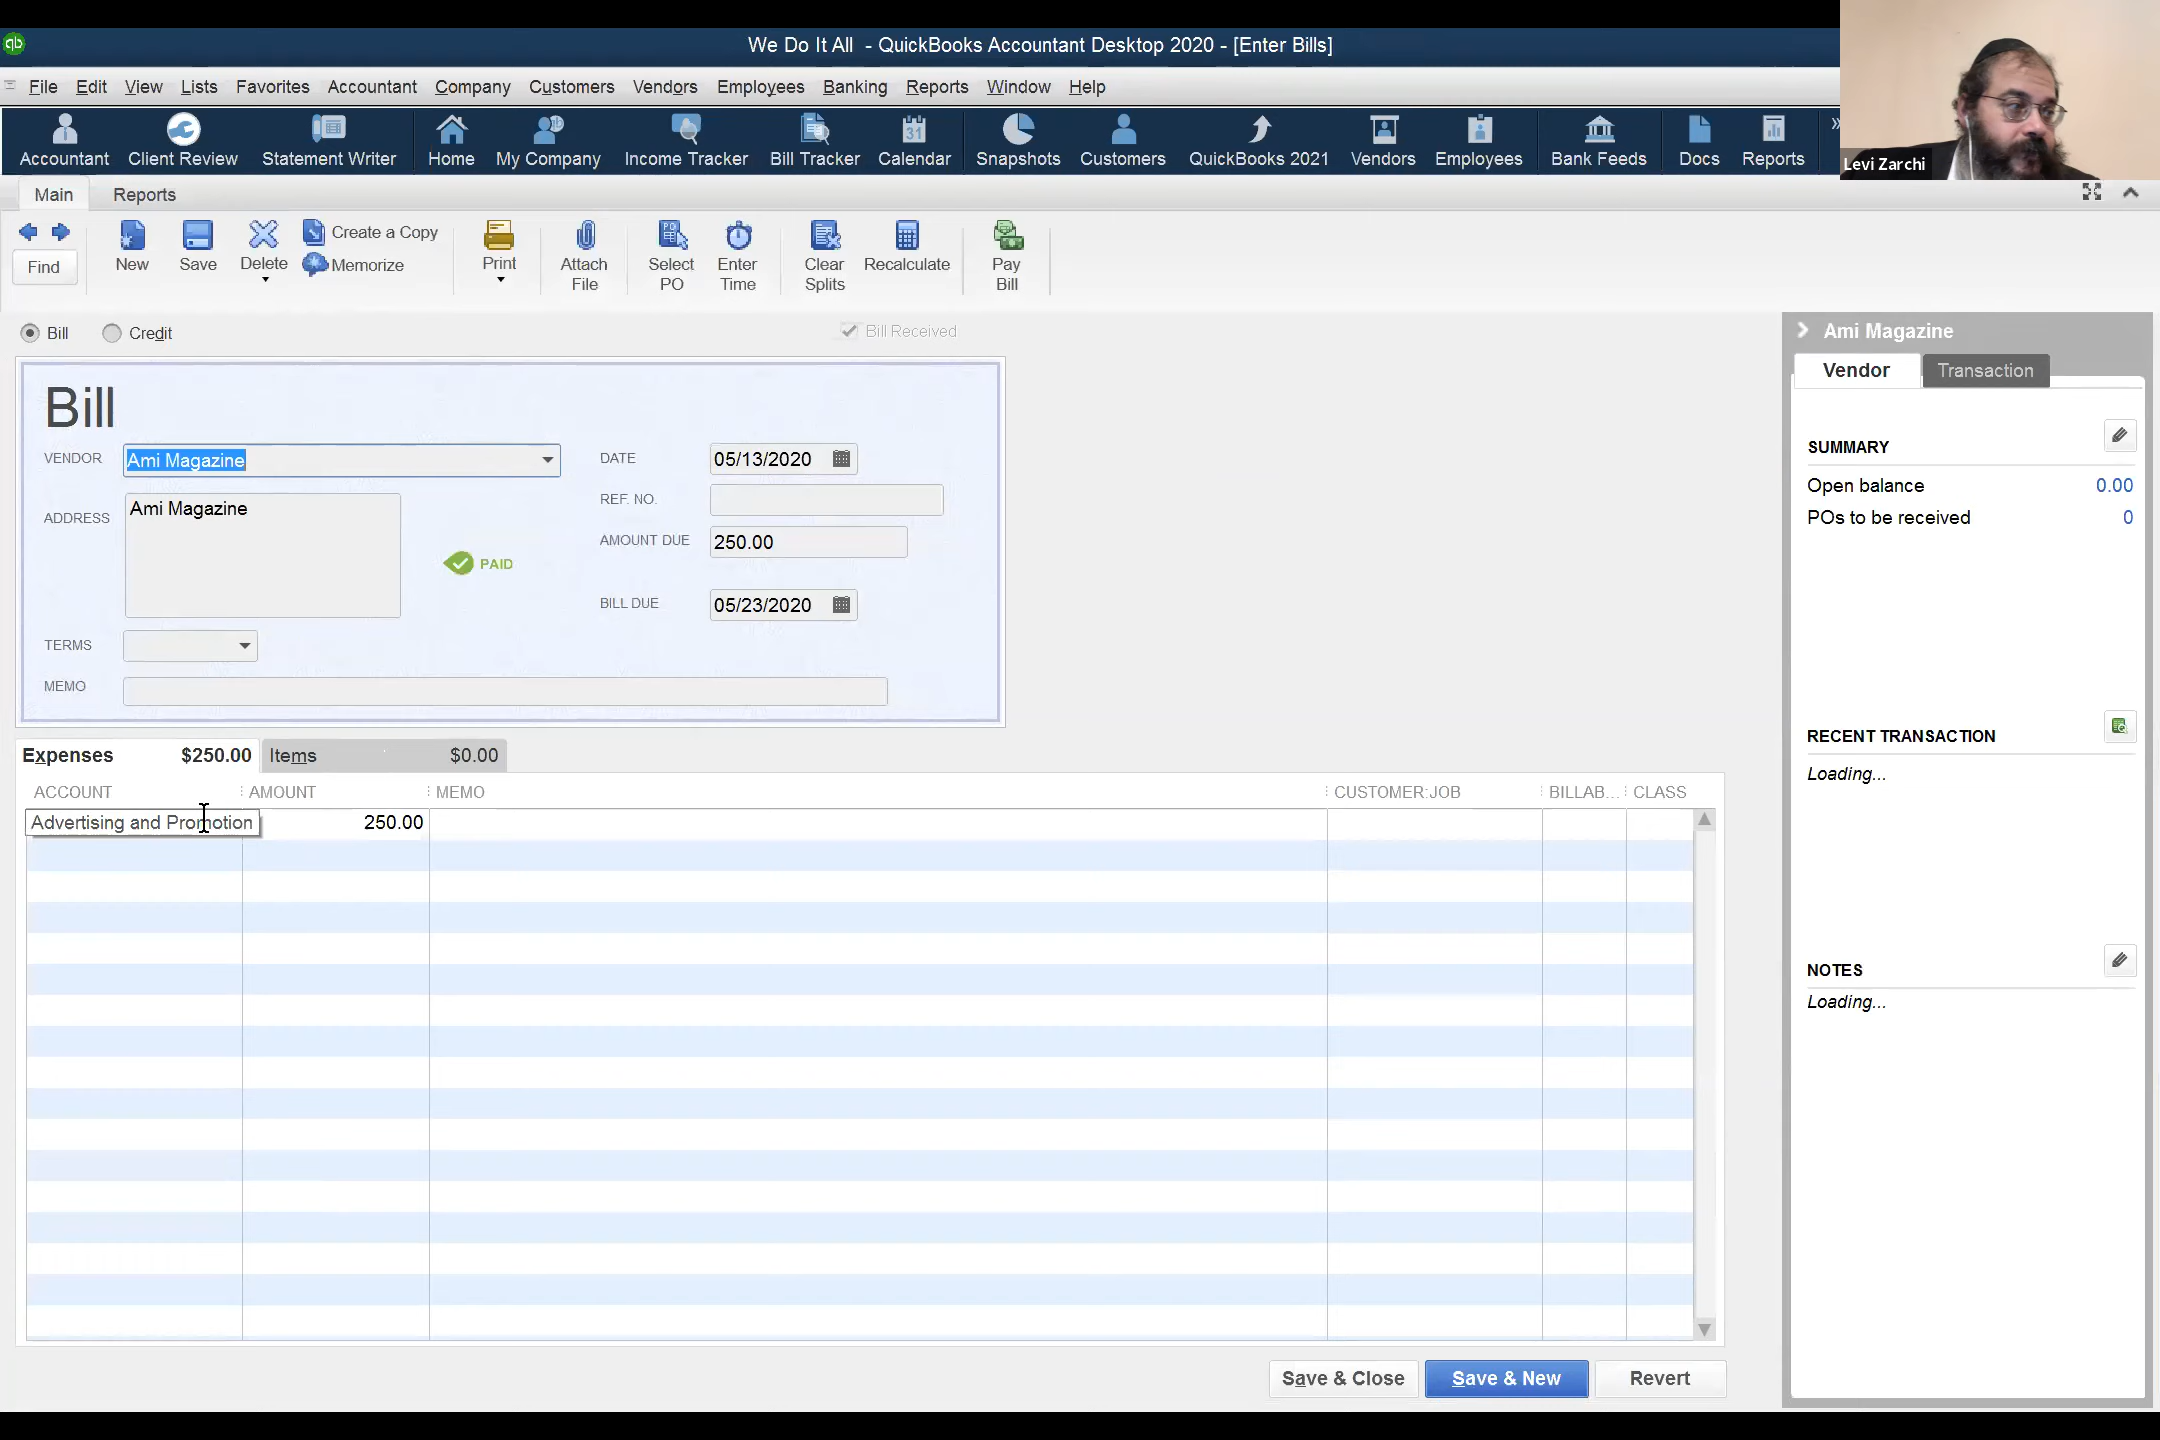 We Do It All - QuickBooks Accountant Desktop 2020 - [Enter Bills]
File Edit View Lists Favorites Accountant Company Customers Vendors Employees Banking Reports Window Help
Accountant Client Review Statement Writer Home My Company Income Tracker Bill Tracker Calendar Snapshots Customers QuickBooks 2021 Vendors Employees Bank Feeds Docs Reports
Levi Zarchi
Main Reports
Find New Save Delete Create a Copy
Memorize
Print Attach File Select PO Enter Time Clear Splits Recalculate Pay Bill
Bill Credit Bill Received
Bill
VENDOR Ami Magazine
ADDRESS Ami Magazine
PAID
TERMS
MEMO
DATE 05/13/2020
REF. NO.
AMOUNT DUE 250.00
BILL DUE 05/23/2020
Expenses $250.00 Items $0.00
ACCOUNT AMOUNT MEMO CUSTOMER:JOB BILLAB... CLASS
Advertising and Promotion 250.00
Save & Close Save & New Revert
Ami Magazine
Vendor Transaction
SUMMARY
Open balance 0.00
POs to be received 0
RECENT TRANSACTION
Loading...
NOTES
Loading...